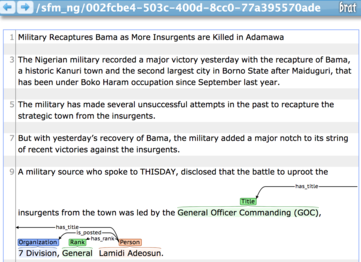 /sfm_ng/002fcbe4-503c-400d-8cc0-77a395570ade brat
1 Military Recaptures Bama as More Insurgents are Killed in Adamawa
3 The Nigerian military recorded a major victory yesterday with the recapture of Bama,
a historic Kanuri town and the second largest city in Borno State after Maiduguri, that
has been under Boko Haram occupation since September last year.
5 The military has made several unsuccessful attempts in the past to recapture the
strategic town from the insurgents.
7 But with yesterday's recovery of Bama, the military added a major notch to its string
of recent victories against the insurgents.
9 A military source who spoke to THISDAY, disclosed that the battle to uproot the
has_title
Title
insurgents from the town was led by the General Officer Commanding (GOC),
has_title
is_posted
has_rank
Organization Rank Person
7 Division, General Lamidi Adeosun.